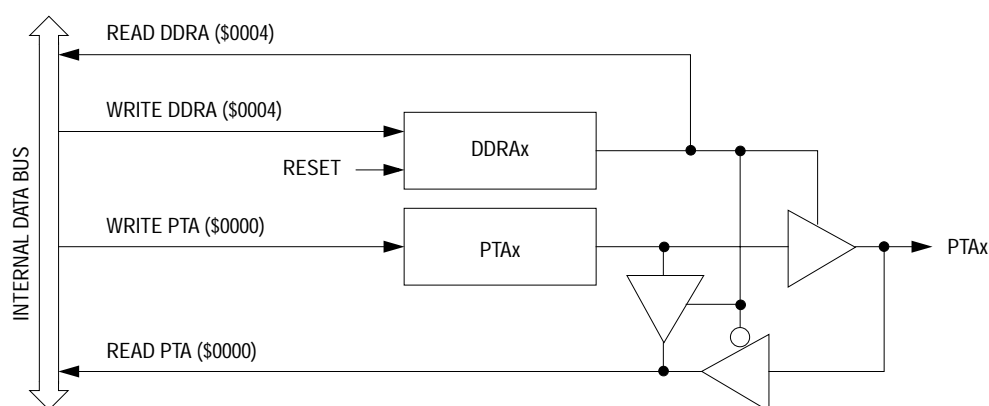 READ DDRA ($0004)
WRITE DDRA ($0004)
DDRAx
RESET
WRITE PTA ($0000)
PTAx
PTAx
READ PTA ($0000)
INTERNAL DATA BUS